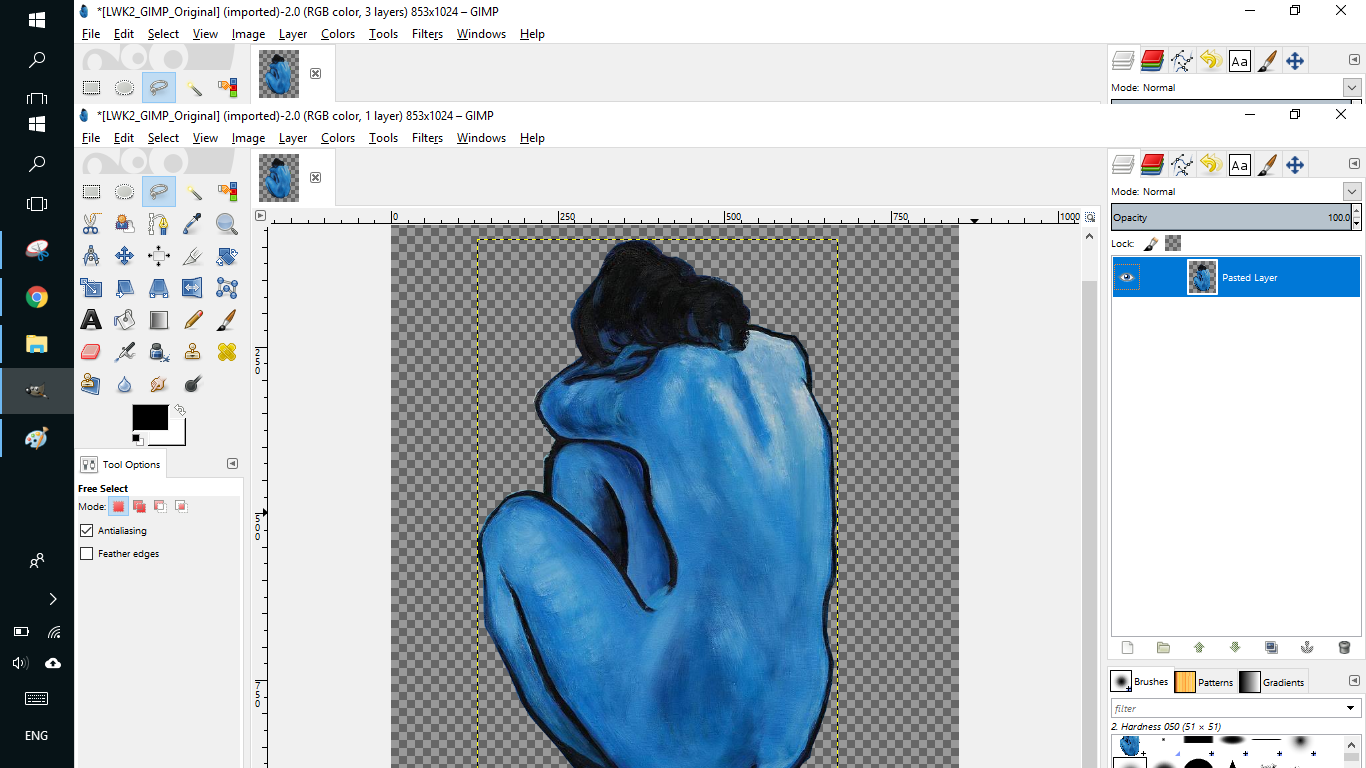 *[LWK2_GIMP_Original] (imported)-2.0 (RGB color, 3 layers) 853x1024 – GIMP
File Edit Select View Image Layer Colors Tools Filters Windows Help
Aa
Mode: Normal
*[LWK2_GIMP_Original] (imported)-2.0 (RGB color, 1 layer) 853x1024 – GIMP
File Edit Select View Image Layer Colors Tools Filters Windows Help
Aa
Mode: Normal
0 250 500 750 1000
Opacity 100.0
Lock:
Pasted Layer
250
500
750
A
Tool Options
Free Select
Mode:
Antialiasing
Feather edges
Brushes Patterns Gradients
filter
2. Hardness 050 (51 × 51)
ENG